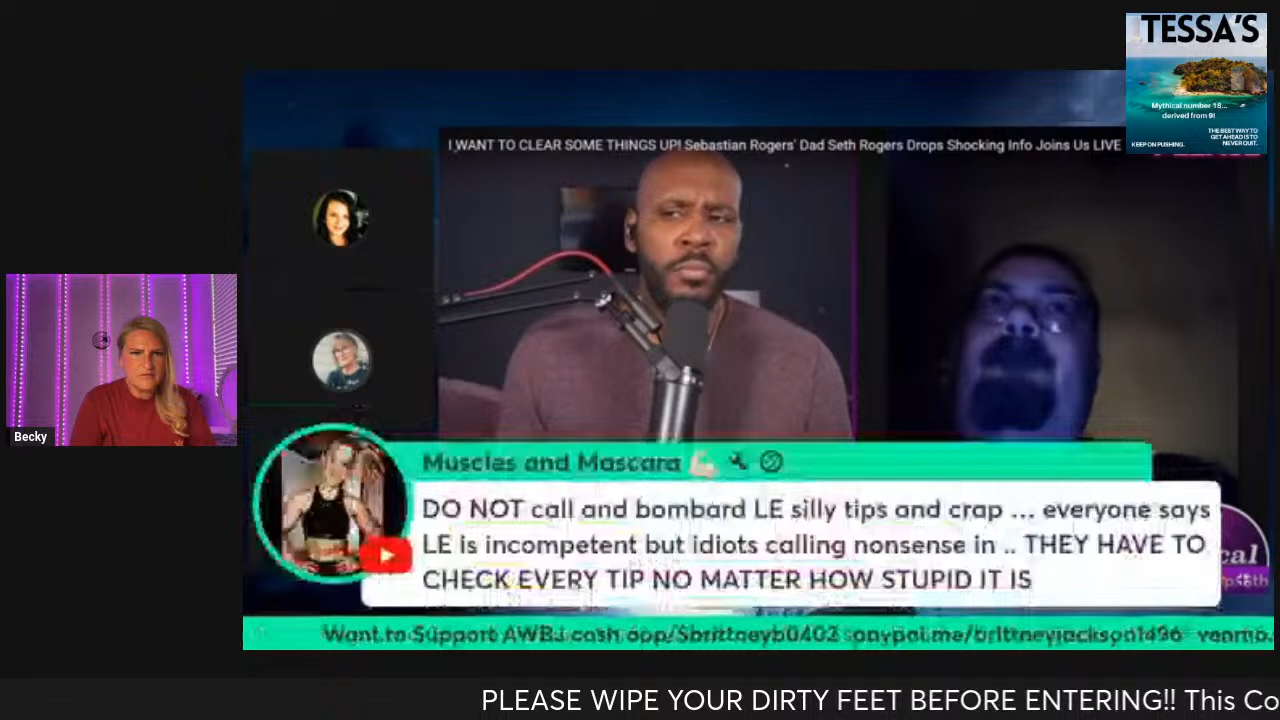 TESSA'S
Mythical number 18...
derived from 9!
THE BEST WAY TO
GET AHEAD IS TO
NEVER QUIT.
KEEP ON PUSHING.
I WANT TO CLEAR SOME THINGS UP! Sebastian Rogers' Dad Seth Rogers Drops Shocking Info Joins Us LIVE
Becky
Muscles and Mascara
DO NOT call and bombard LE silly tips and crap ... everyone says
LE is incompetent but idiots calling nonsense in .. THEY HAVE TO
CHECK EVERY TIP NO MATTER HOW STUPID IT IS
cal
Want to Support AWBJ cash app/$brittneyb0402 paypal.me/brittneyjackson1496 venmo.
PLEASE WIPE YOUR DIRTY FEET BEFORE ENTERING!! This Co